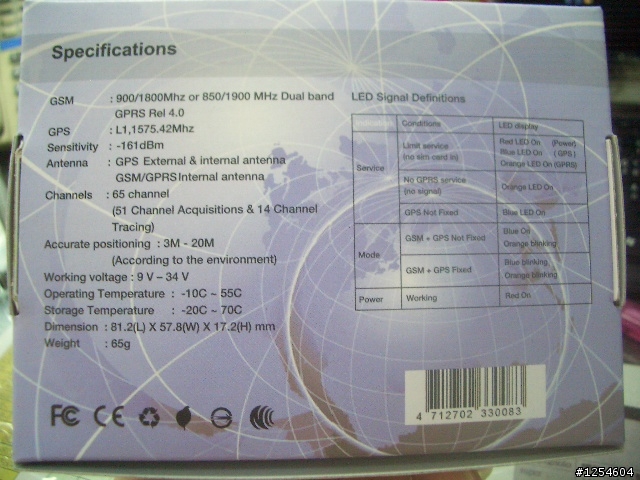 Specifications
GSM : 900/1800Mhz or 850/1900 MHz Dual band
GPRS Rel 4.0
GPS : L1,1575.42Mhz
Sensitivity : -161dBm
Antenna : GPS External & internal antenna
GSM/GPRSInternal antenna
Channels : 65 channel
(51 Channel Acquisitions & 14 Channel
Tracing)
Accurate positioning : 3M - 20M
(According to the environment)
Working voltage : 9 V – 34 V
Operating Temperature : -10C ~ 55C
Storage Temperature : -20C ~ 70C
Dimension : 81.2(L) X 57.8(W) X 17.2(H) mm
Weight : 65g
FC CE
LED Signal Definitions
Conditions LED display
Service
Limit service
(no sim card in)
Red LED On (Power)
Blue LED On (GPS)
Orange LED On (GPRS)
No GPRS service
(no signal)
Orange LED On
GPS Not Fixed Blue LED On
Mode
GSM + GPS Not Fixed
Blue On
Orange blinking
GSM + GPS Fixed
Blue blinking
Orange blinking
Power Working Red On
4 712702 330083
#1254604